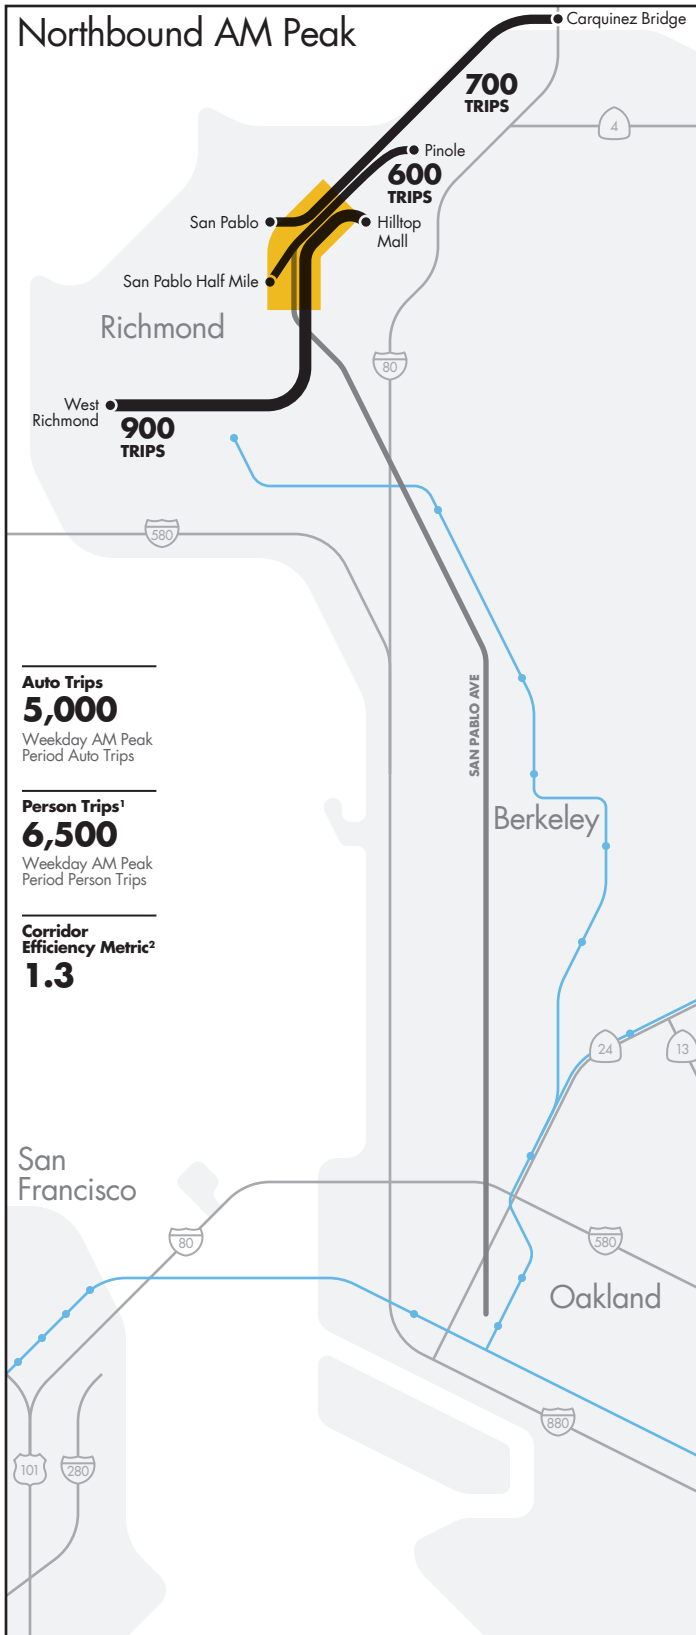 Northbound AM Peak
Carquinez Bridge
700
TRIPS
4
Pinole
600
TRIPS
San Pablo
Hilltop
Mall
San Pablo Half Mile
Richmond
80
West
Richmond
900
TRIPS
580
Auto Trips
5,000
Weekday AM Peak
Period Auto Trips
SAN PABLO AVE
Person Trips¹
6,500
Weekday AM Peak
Period Person Trips
Berkeley
Corridor
Efficiency Metric²
1.3
24
13
San
Francisco
80
580
Oakland
880
101
280